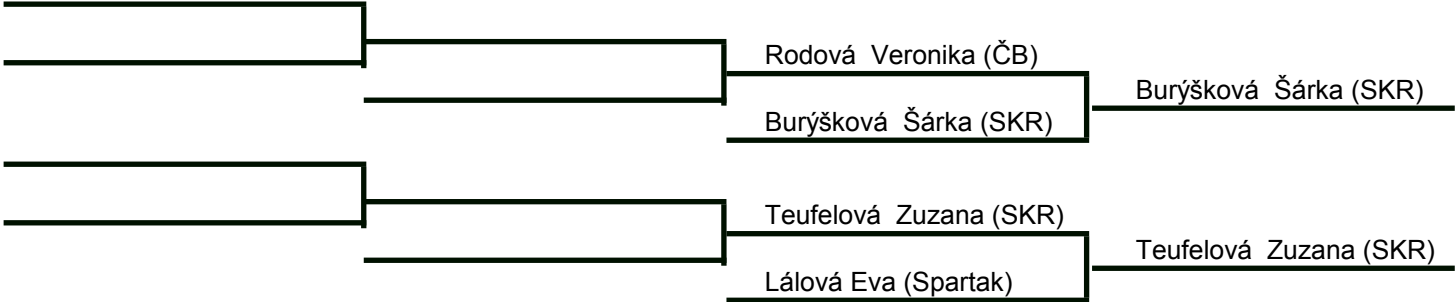 Rodová Veronika (ČB)
Burýšková Šárka (SKR)
Burýšková Šárka (SKR)
Teufelová Zuzana (SKR)
Teufelová Zuzana (SKR)
Lálová Eva (Spartak)